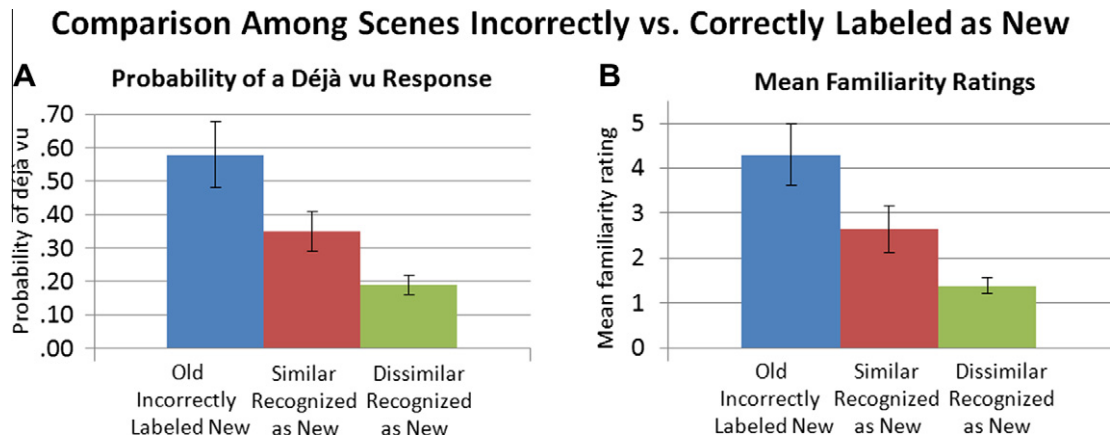 Comparison Among Scenes Incorrectly vs. Correctly Labeled as New
A
Probability of a Déjà vu Response
Probability of déjà vu
.70
.60
.50
.40
.30
.20
.10
.00
Old
Incorrectly
Labeled New
Similar
Recognized
as New
Dissimilar
Recognized
as New
B
Mean Familiarity Ratings
Mean familiarity rating
5
4
3
2
1
0
Old
Incorrectly
Labeled New
Similar
Recognized
as New
Dissimilar
Recognized
as New